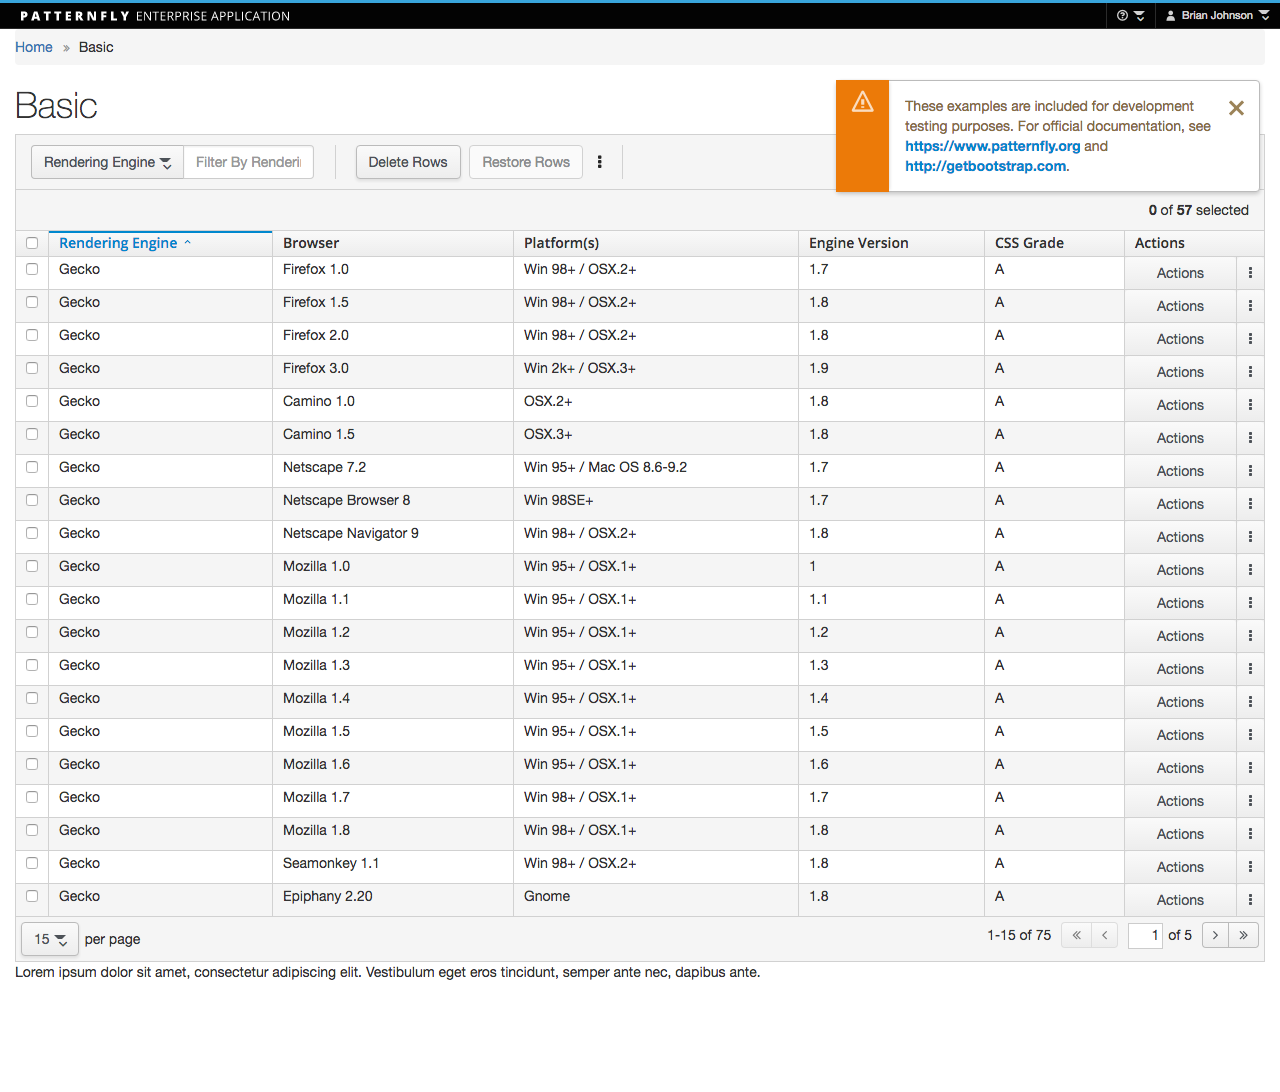 PATTERNFLY ENTERPRISE APPLICATION
Brian Johnson
Home » Basic
Basic
These examples are included for development
testing purposes. For official documentation, see
https://www.patternfly.org and
http://getbootstrap.com.
Rendering Engine Delete Rows Restore Rows
0 of 57 selected
Rendering Engine Browser Platform(s) Engine Version CSS Grade Actions
Gecko Firefox 1.0 Win 98+ / OSX.2+ 1.7 A Actions
Gecko Firefox 1.5 Win 98+ / OSX.2+ 1.8 A Actions
Gecko Firefox 2.0 Win 98+ / OSX.2+ 1.8 A Actions
Gecko Firefox 3.0 Win 2k+ / OSX.3+ 1.9 A Actions
Gecko Camino 1.0 OSX.2+ 1.8 A Actions
Gecko Camino 1.5 OSX.3+ 1.8 A Actions
Gecko Netscape 7.2 Win 95+ / Mac OS 8.6-9.2 1.7 A Actions
Gecko Netscape Browser 8 Win 98SE+ 1.7 A Actions
Gecko Netscape Navigator 9 Win 98+ / OSX.2+ 1.8 A Actions
Gecko Mozilla 1.0 Win 95+ / OSX.1+ 1 A Actions
Gecko Mozilla 1.1 Win 95+ / OSX.1+ 1.1 A Actions
Gecko Mozilla 1.2 Win 95+ / OSX.1+ 1.2 A Actions
Gecko Mozilla 1.3 Win 95+ / OSX.1+ 1.3 A Actions
Gecko Mozilla 1.4 Win 95+ / OSX.1+ 1.4 A Actions
Gecko Mozilla 1.5 Win 95+ / OSX.1+ 1.5 A Actions
Gecko Mozilla 1.6 Win 95+ / OSX.1+ 1.6 A Actions
Gecko Mozilla 1.7 Win 98+ / OSX.1+ 1.7 A Actions
Gecko Mozilla 1.8 Win 98+ / OSX.1+ 1.8 A Actions
Gecko Seamonkey 1.1 Win 98+ / OSX.2+ 1.8 A Actions
Gecko Epiphany 2.20 Gnome 1.8 A Actions
15 per page 1-15 of 75 « ‹ 1 of 5 › »
Lorem ipsum dolor sit amet, consectetur adipiscing elit. Vestibulum eget eros tincidunt, semper ante nec, dapibus ante.